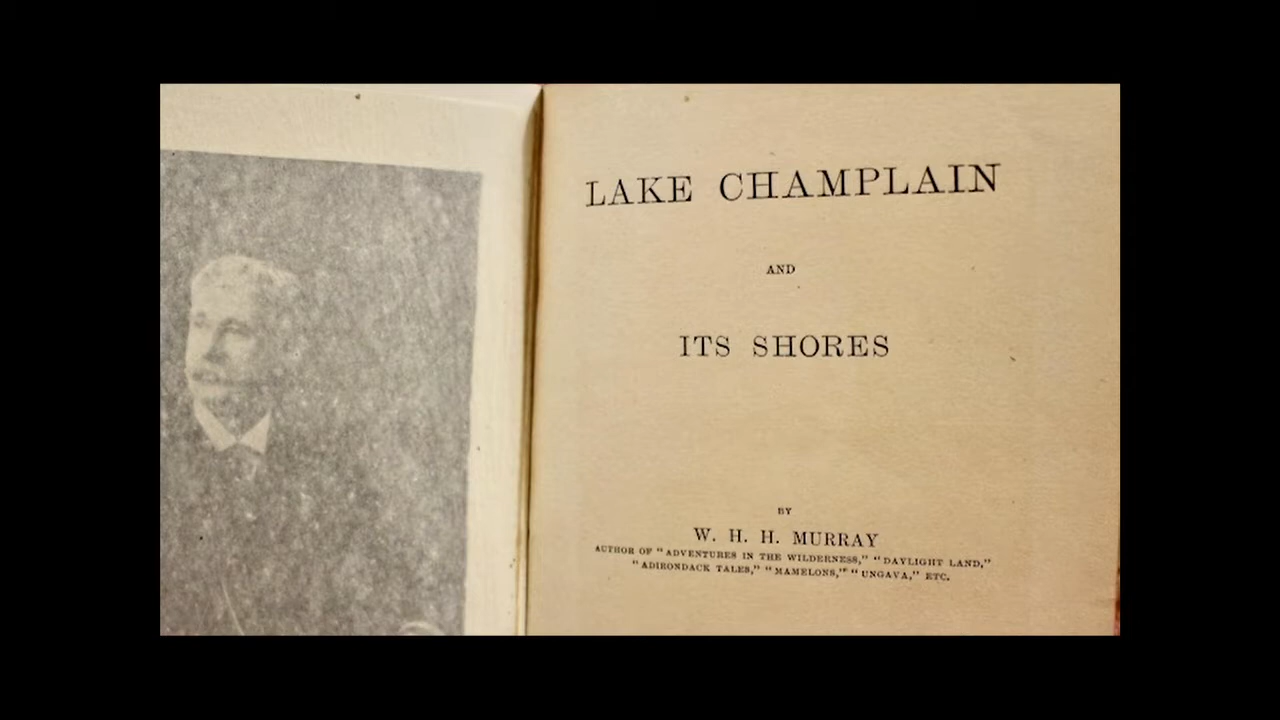 LAKE CHAMPLAIN
AND
ITS SHORES
BY
W. H. H. MURRAY
AUTHOR OF "ADVENTURES IN THE WILDERNESS," "DAYLIGHT LAND,"
"ADIRONDACK TALES," "MAMELONS," "UNGAVA," ETC.